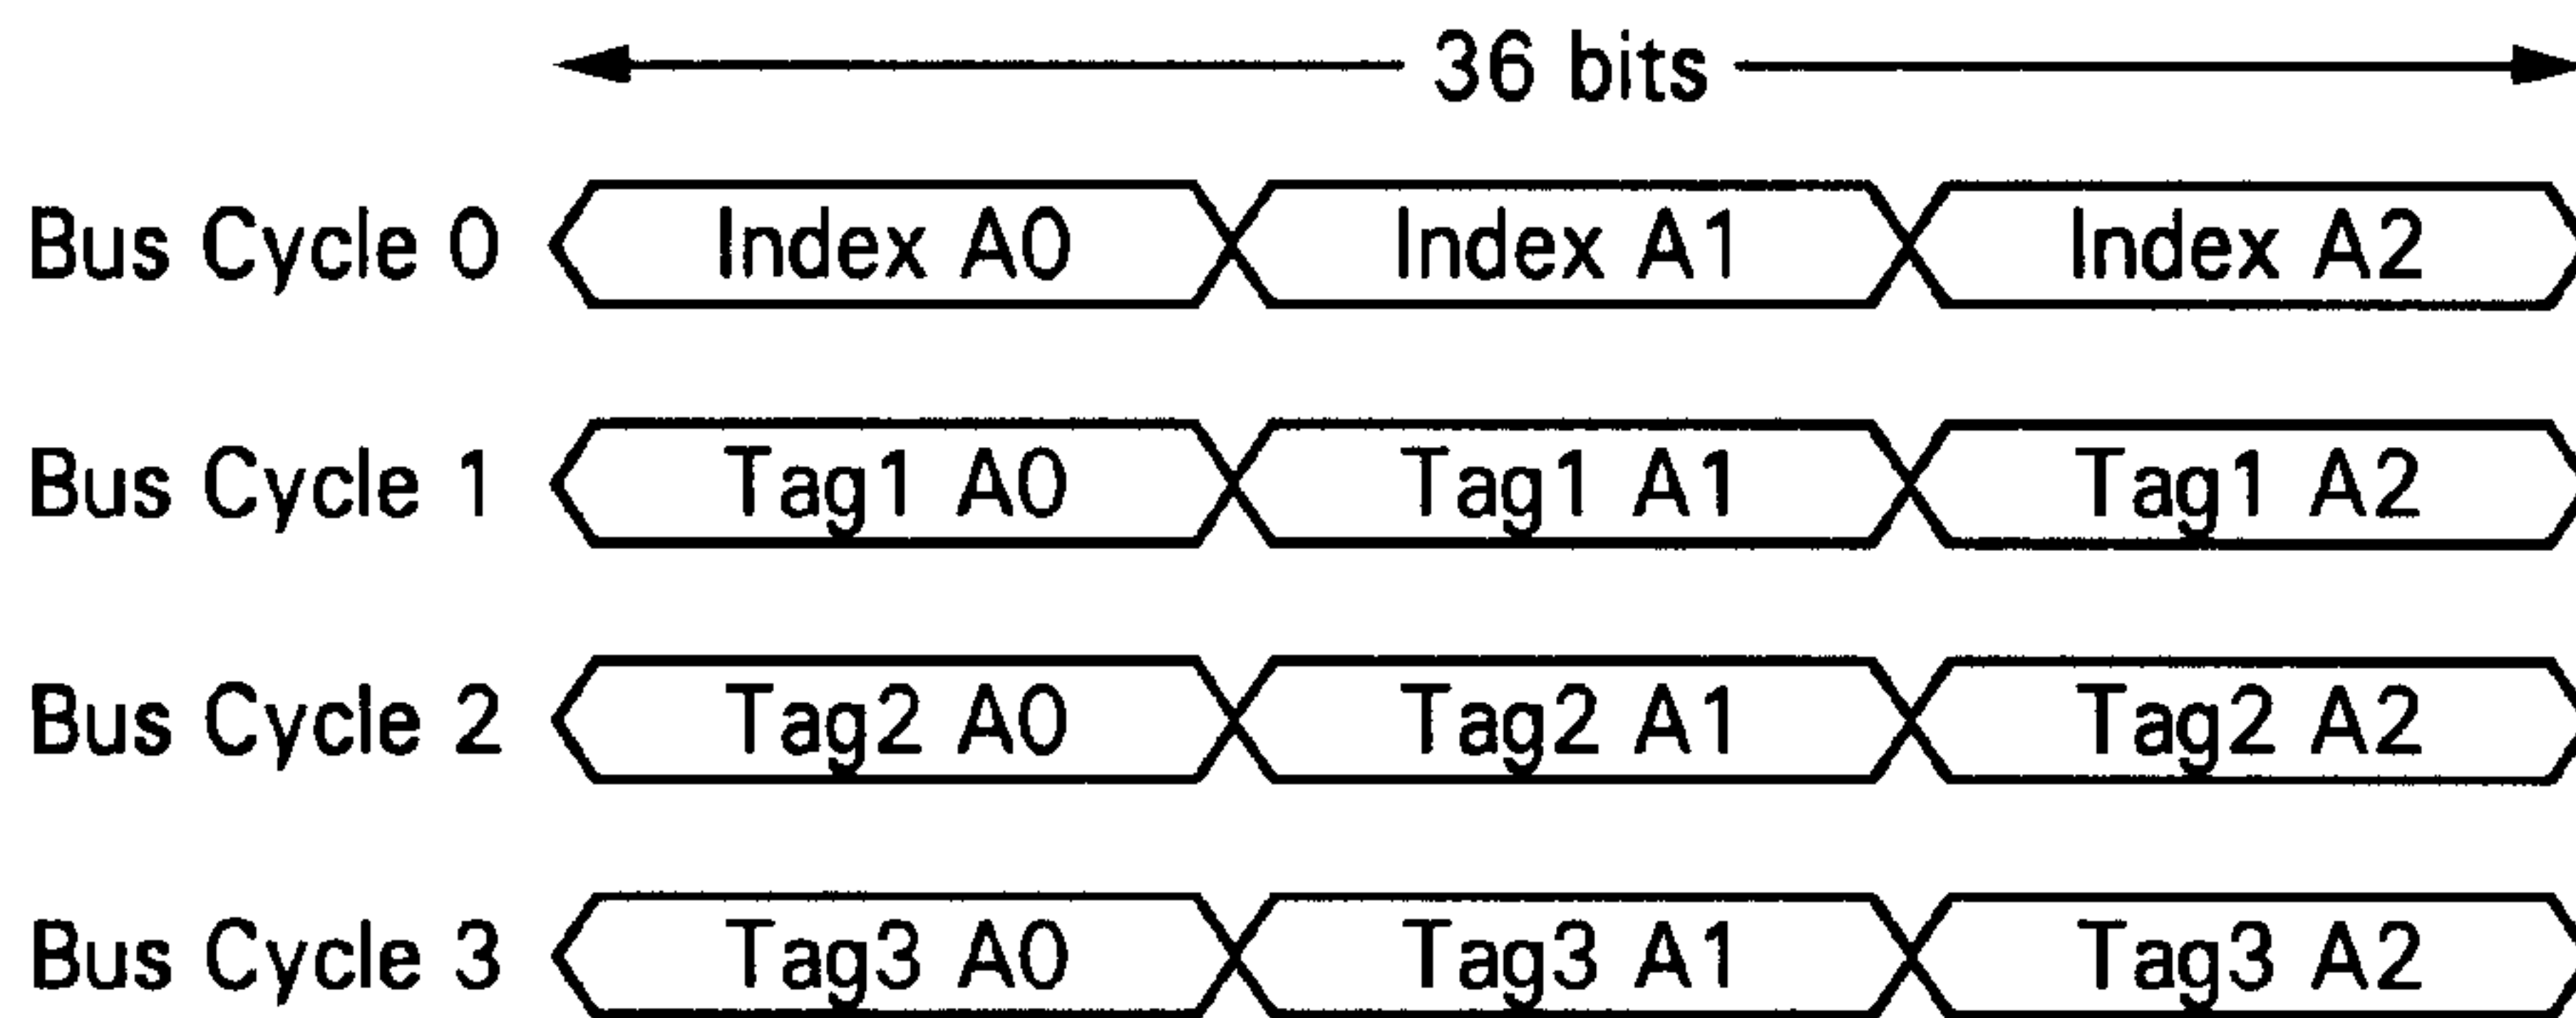 36 bits
Bus Cycle 0 Index A0 Index A1 Index A2
Bus Cycle 1 Tag1 A0 Tag1 A1 Tag1 A2
Bus Cycle 2 Tag2 A0 Tag2 A1 Tag2 A2
Bus Cycle 3 Tag3 A0 Tag3 A1 Tag3 A2